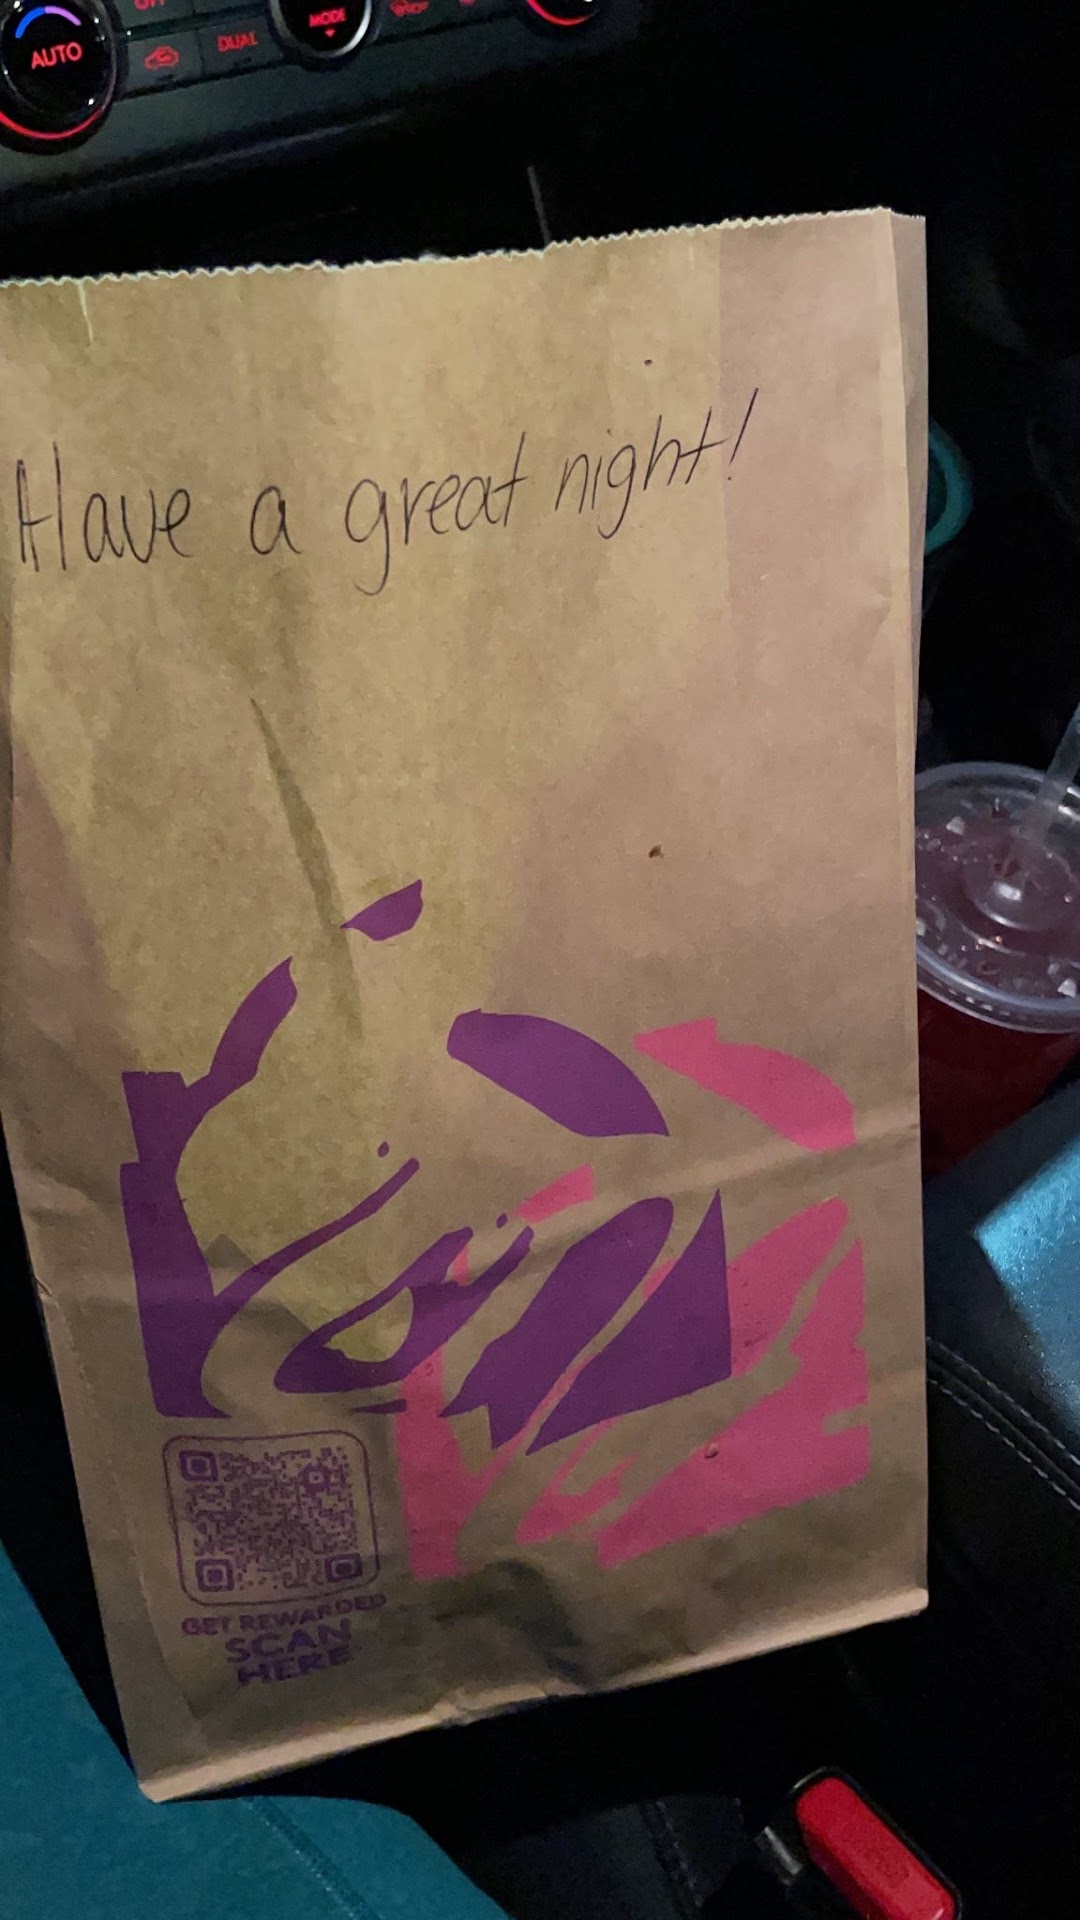 AUTO
DUAL
MODE
Have a great night!
GET REWARDED
SCAN
HERE